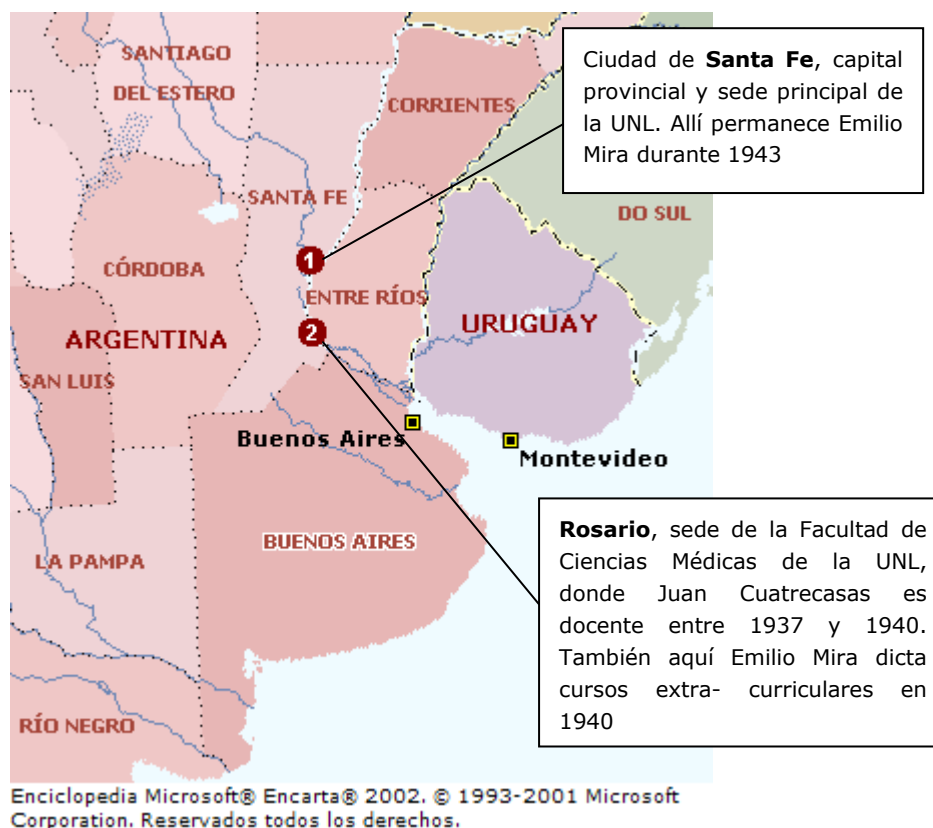 SANTIAGO
DEL ESTERO
CORRIENTES
Ciudad de Santa Fe, capital
provincial y sede principal de
la UNL. Allí permanece Emilio
Mira durante 1943
SANTA FE
DO SUL
1
CÓRDOBA
ENTRE RÍOS
2
URUGUAY
ARGENTINA
SAN LUIS
Buenos Aires
Montevideo
Rosario, sede de la Facultad de
Ciencias Médicas de la UNL,
donde Juan Cuatrecasas es
docente entre 1937 y 1940.
También aquí Emilio Mira dicta
cursos extra- curriculares en
1940
BUENOS AIRES
LA PAMPA
RÍO NEGRO
Enciclopedia Microsoft® Encarta® 2002. © 1993-2001 Microsoft
Corporation. Reservados todos los derechos.